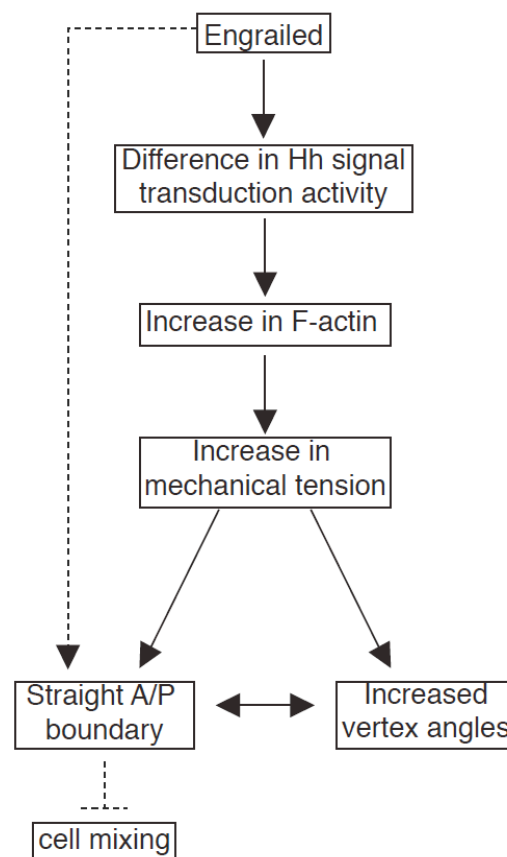 Engrailed
Difference in Hh signal
transduction activity
Increase in F-actin
Increase in
mechanical tension
Straight A/P
boundary
Increased
vertex angles
cell mixing